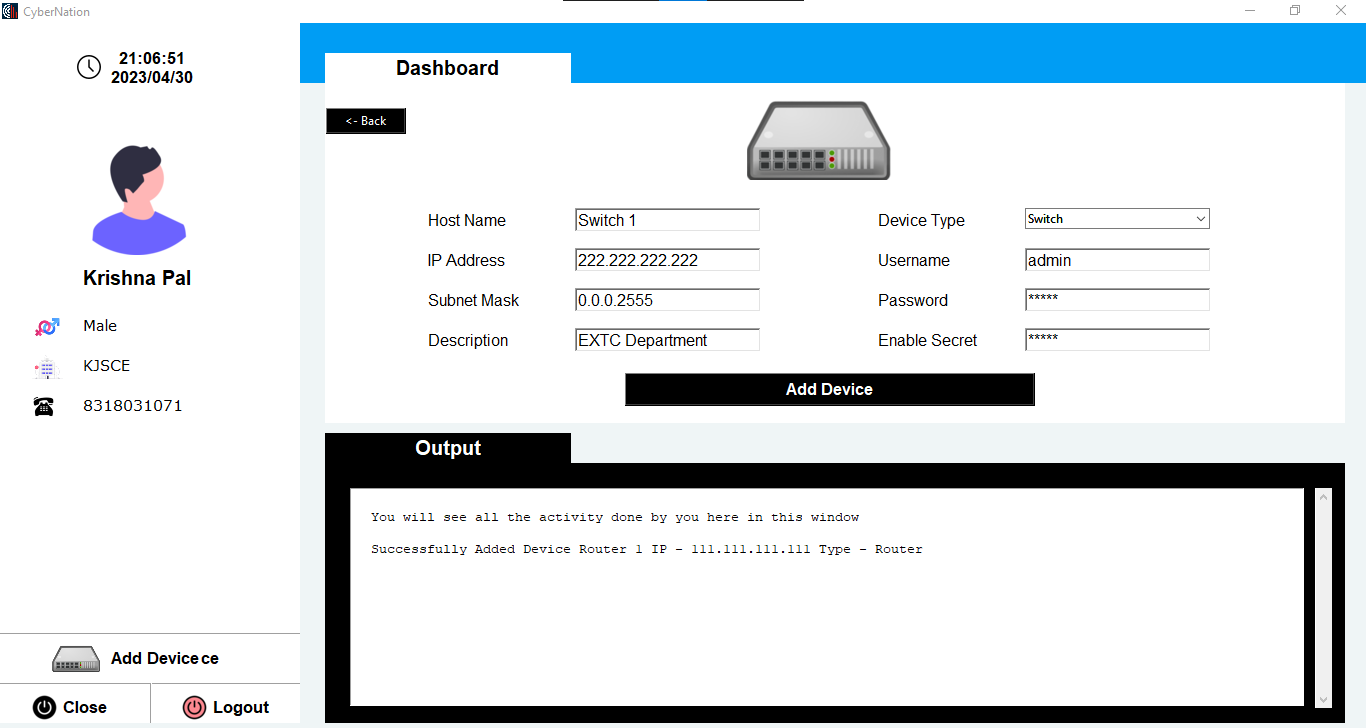 CyberNation
21:06:51
2023/04/30
Krishna Pal
Male
KJSCE
8318031071
Add Devicece
Close
Logout
Dashboard
<- Back
Host Name
Switch 1
Device Type
Switch
IP Address
222.222.222.222
Username
admin
Subnet Mask
0.0.0.2555
Password
*****
Description
EXTC Department
Enable Secret
*****
Add Device
Output
You will see all the activity done by you here in this window
Successfully Added Device Router 1 IP - 111.111.111.111 Type - Router